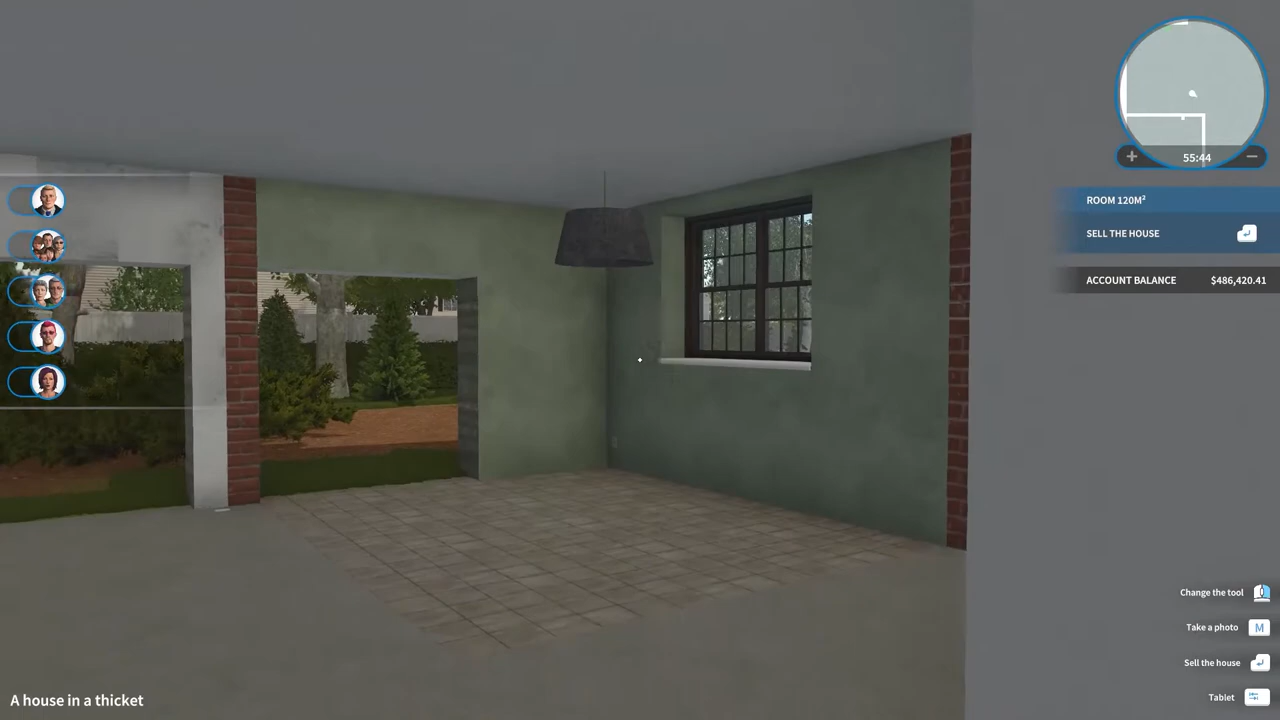 55:44
ROOM 120M²
SELL THE HOUSE
ACCOUNT BALANCE $486,420.41
Change the tool
Take a photo M
Sell the house
Tablet
A house in a thicket